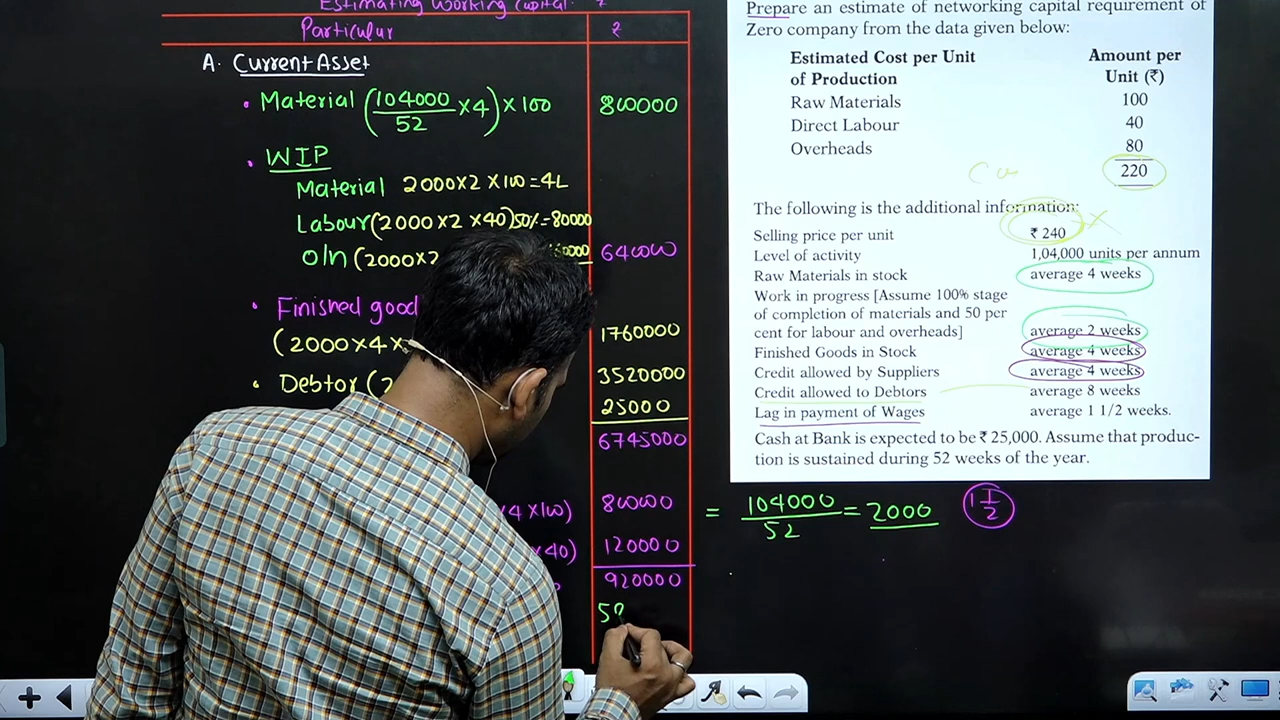 Estimating Working Capital. ₹
Particular ₹
A. Current Asset
• Material (104000/52 × 4) × 100 800000
• WIP
Material 2000×2 ×100 = 4L
Labour (2000×2 ×40) 50% = 80000
O/h (2000×2 60000 640000
• Finished good
(2000×4× 1760000
• Debtor (2 3520000
25000
6745000
4 ×100) 800000
×40) 120000
920000
58
= 104000/52 = 2000 1 1/2
Prepare an estimate of networking capital requirement of
Zero company from the data given below:
Estimated Cost per Unit Amount per
of Production Unit (₹)
Raw Materials 100
Direct Labour 40
Overheads 80
220
The following is the additional information:
Selling price per unit ₹ 240
Level of activity 1,04,000 units per annum
Raw Materials in stock average 4 weeks
Work in progress [Assume 100% stage
of completion of materials and 50 per
cent for labour and overheads] average 2 weeks
Finished Goods in Stock average 4 weeks
Credit allowed by Suppliers average 4 weeks
Credit allowed to Debtors average 8 weeks
Lag in payment of Wages average 1 1/2 weeks.
Cash at Bank is expected to be ₹ 25,000. Assume that produc-
tion is sustained during 52 weeks of the year.